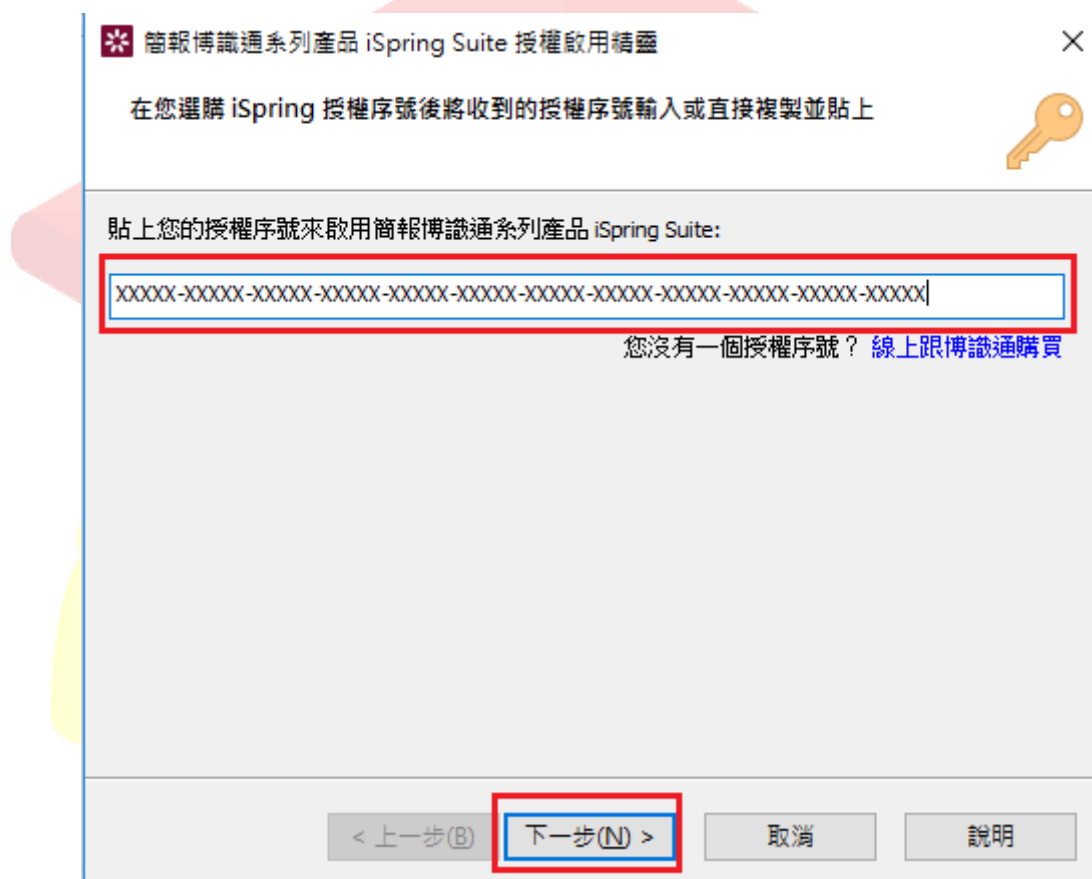 簡報博識通系列產品 iSpring Suite 授權啟用精靈
在您選購 iSpring 授權序號後將收到的授權序號輸入或直接複製並貼上
貼上您的授權序號來啟用簡報博識通系列產品 iSpring Suite:
XXXXX-XXXXX-XXXXX-XXXXX-XXXXX-XXXXX-XXXXX-XXXXX-XXXXX-XXXXX-XXXXX-XXXXX
您沒有一個授權序號？ 線上跟博識通購買
< 上一步(B) 下一步(N) > 取消 說明